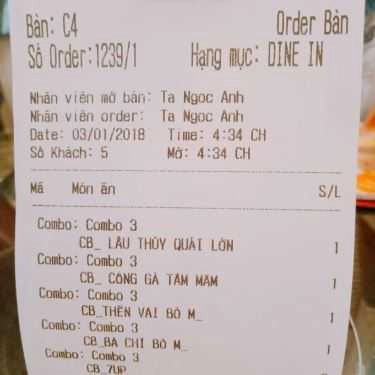 Bàn: C4 Order Bàn
Số Order:1239/1 Hạng mục: DINE IN
Nhân viên mở bàn: Ta Ngoc Anh
Nhân viên order: Ta Ngoc Anh
Date: 03/01/2018 Time: 4:34 CH
Số Khách: 5 Mở: 4:34 CH
Mã Món ăn S/L
Combo: Combo 3
CB_ LẨU THỦY QUÁI LỚN 1
Combo: Combo 3
CB_ CÔNG GÀ TẨM MẮM 1
Combo: Combo 3
CB_THĂN VAI BÒ M_ 1
Combo: Combo 3
CB_BA CHỈ BÒ M_ 1
Combo: Combo 3
CB_7UP 1